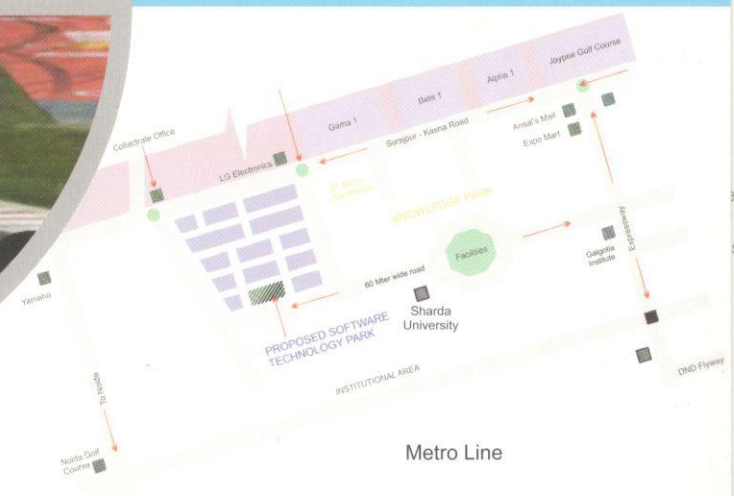 Jaypee Golf Course
Alpha 1
Beta 1
Gama 1
Collactrate Office
Surajpur - Kasna Road
Ansal's Mall
Expo Mart
LG Electronics
KNOWLEDGE PARK
Expressway
Facilities
Galgotia
Institute
60 Mter wide road
Yamaha
Sharda
University
PROPOSED SOFTWARE
TECHNOLOGY PARK
INSTITUTIONAL AREA
DND Flyway
To Noida
Metro Line
Noida Golf
Course